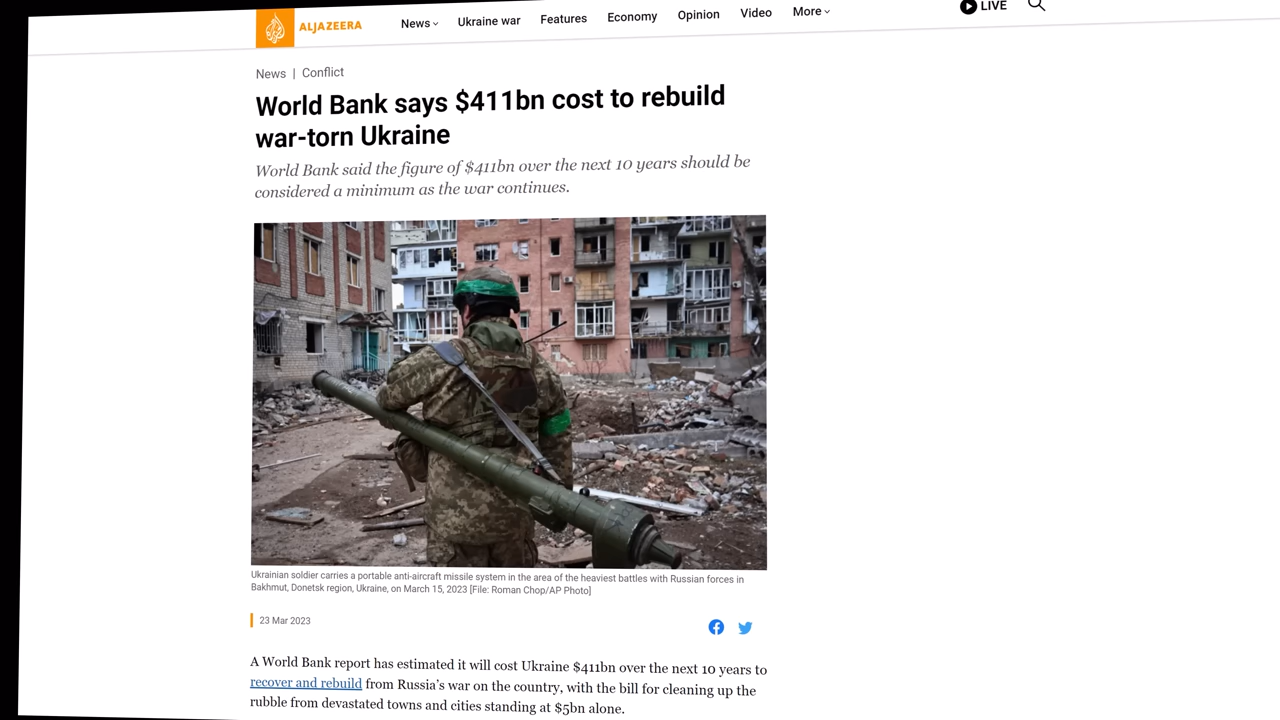 ALJAZEERA News Ukraine war Features Economy Opinion Video More LIVE
News | Conflict
World Bank says $411bn cost to rebuild
war-torn Ukraine
World Bank said the figure of $411bn over the next 10 years should be
considered a minimum as the war continues.
Ukrainian soldier carries a portable anti-aircraft missile system in the area of the heaviest battles with Russian forces in
Bakhmut, Donetsk region, Ukraine, on March 15, 2023 [File: Roman Chop/AP Photo]
23 Mar 2023
A World Bank report has estimated it will cost Ukraine $411bn over the next 10 years to
recover and rebuild from Russia’s war on the country, with the bill for cleaning up the
rubble from devastated towns and cities standing at $5bn alone.